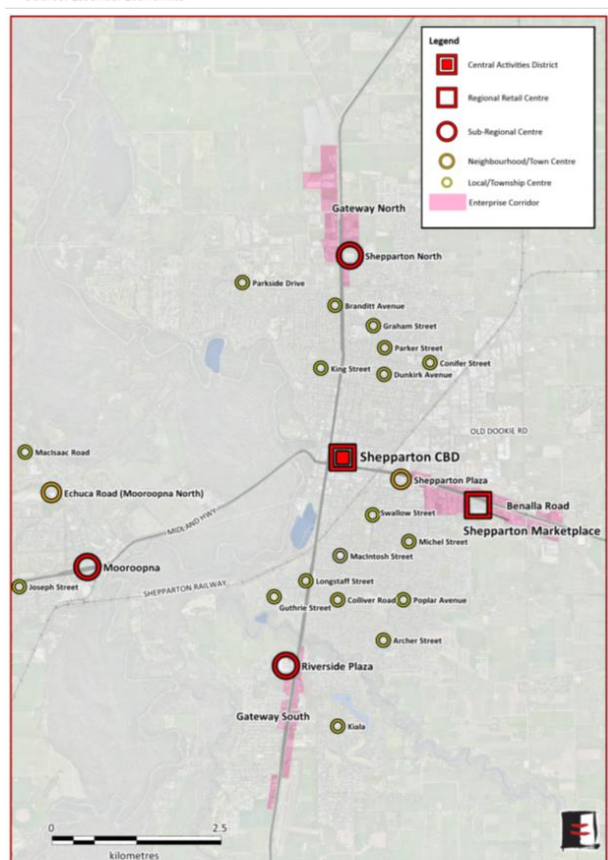 Legend
Central Activities District
Regional Retail Centre
Sub-Regional Centre
Neighbourhood/Town Centre
Local/Township Centre
Enterprise Corridor
Gateway North
Shepparton North
Parkside Drive
Branditt Avenue
Graham Street
Parker Street
Conifer Street
King Street
Dunkirk Avenue
OLD DOOKIE RD
MacIsaac Road
Shepparton CBD
Shepparton Plaza
Echuca Road (Mooroopna North)
Benalla Road
MIDLAND HWY
Swallow Street
Shepparton Marketplace
Michel Street
MacIntosh Street
Mooroopna
Longstaff Street
Joseph Street
SHEPPARTON RAILWAY
Guthrie Street
Colliver Road
Poplar Avenue
Archer Street
Riverside Plaza
Gateway South
Kiala
0 2.5
kilometres